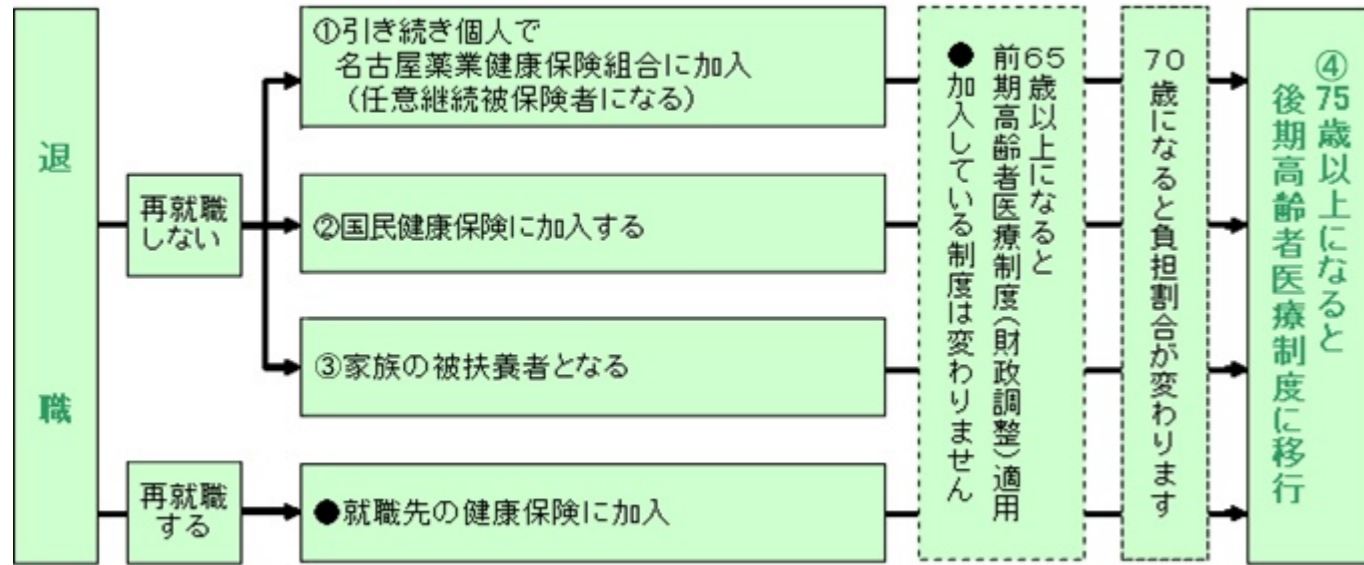 退職
再就職
しない
①引き続き個人で
名古屋薬業健康保険組合に加入
(任意継続被保険者になる)
②国民健康保険に加入する
③家族の被扶養者となる
再就職
する
●就職先の健康保険に加入
65歳以上になると
前期高齢者医療制度(財政調整)適用
●加入している制度は変わりません
70歳になると負担割合が変わります
④75歳以上になると
後期高齢者医療制度に移行